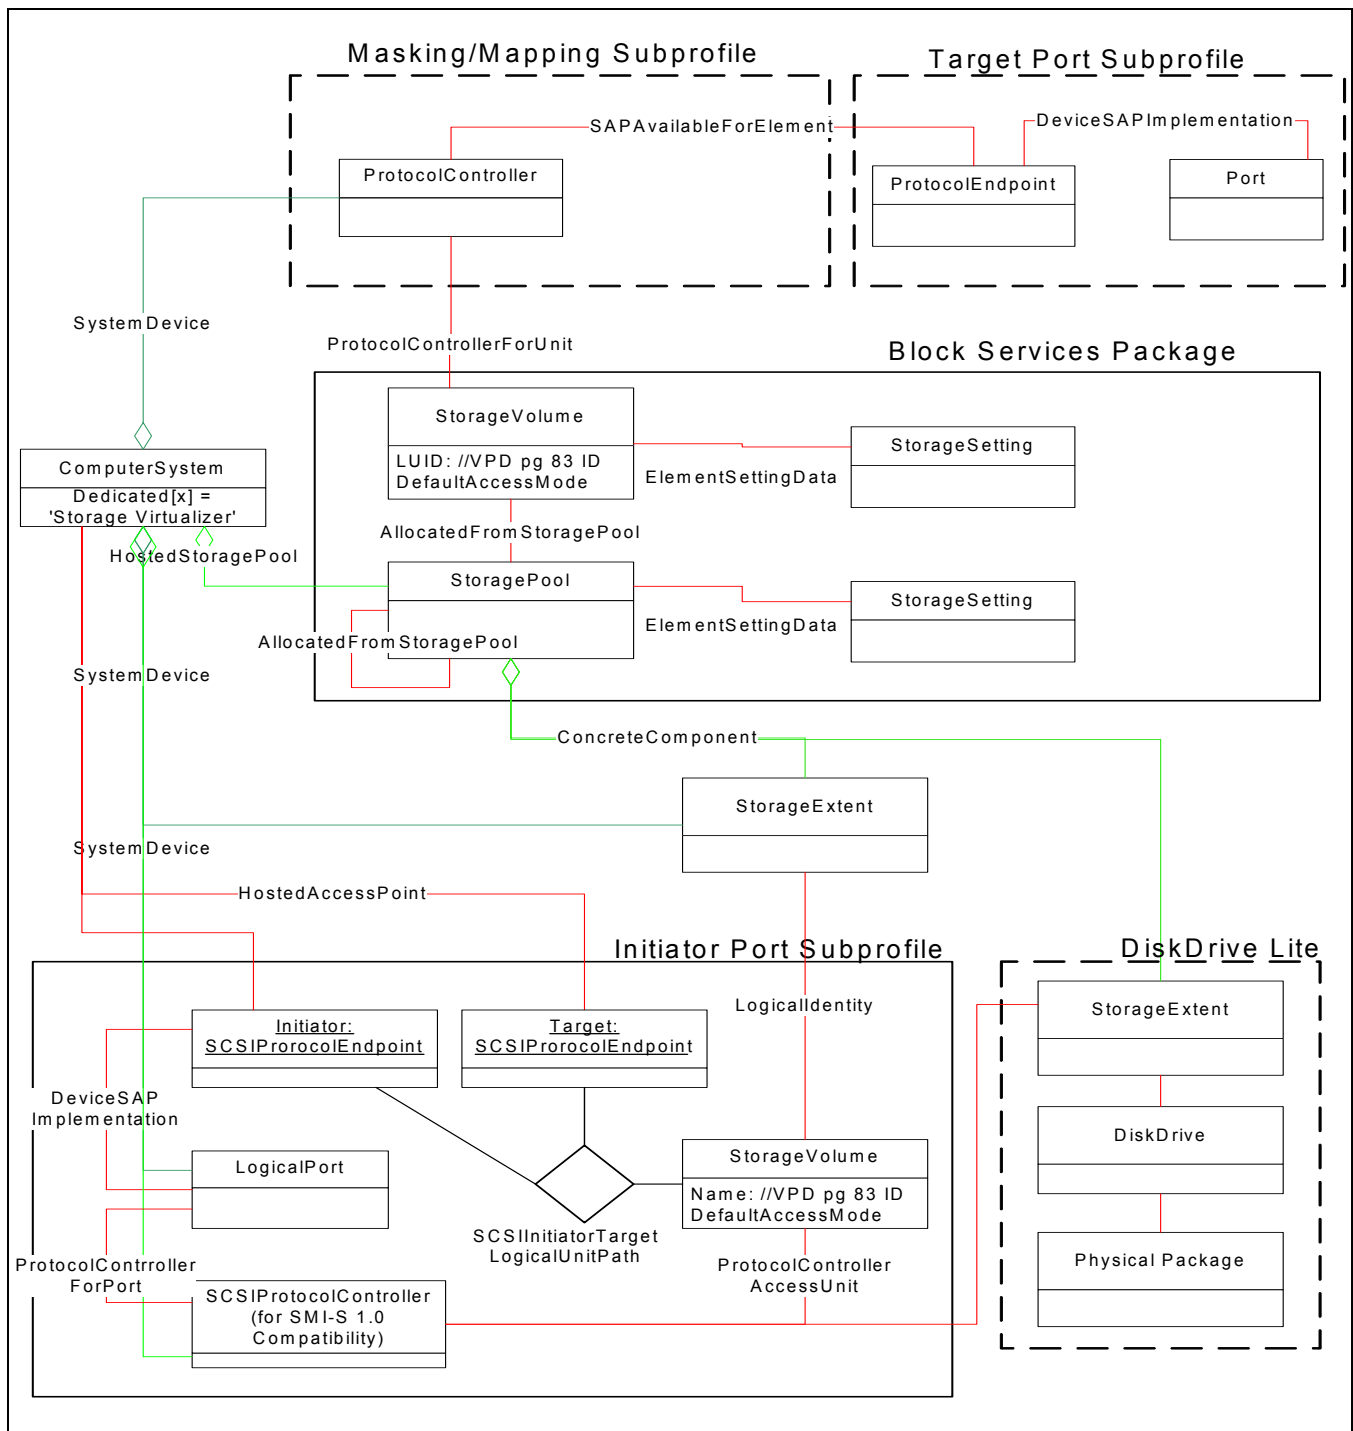 Masking/Mapping Subprofile
Target Port Subprofile
SAPAvailableForElement
DeviceSAPImplementation
ProtocolController
ProtocolEndpoint
Port
SystemDevice
ProtocolControllerForUnit
Block Services Package
StorageVolume
LUID: //VPD pg 83 ID
DefaultAccessMode
StorageSetting
ElementSettingData
ComputerSystem
Dedicated[x] =
'Storage Virtualizer'
HostedStoragePool
AllocatedFromStoragePool
StoragePool
StorageSetting
ElementSettingData
AllocatedFromStoragePool
SystemDevice
ConcreteComponent
StorageExtent
SystemDevice
HostedAccessPoint
Initiator Port Subprofile
DiskDrive Lite
LogicalIdentity
StorageExtent
Initiator:
SCSIProrocolEndpoint
Target:
SCSIProrocolEndpoint
DeviceSAP
Implementation
DiskDrive
LogicalPort
StorageVolume
Name: //VPD pg 83 ID
DefaultAccessMode
SCSIInitiatorTarget
LogicalUnitPath
ProtocolController
AccessUnit
Physical Package
ProtocolContrroller
ForPort
SCSIProtocolController
(for SMI-S 1.0
Compatibility)